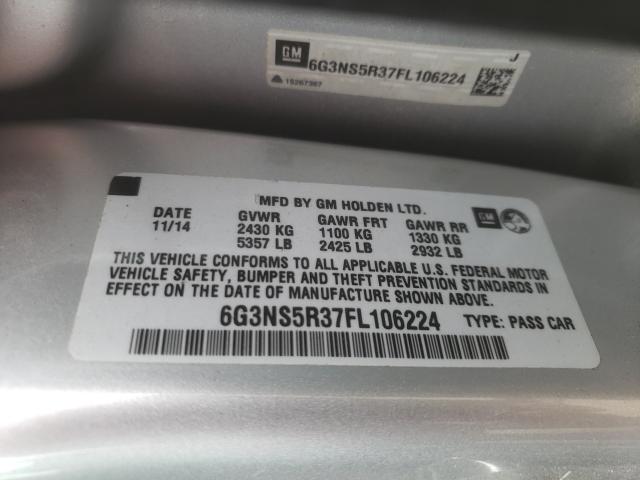 GM
6G3NS5R37FL106224
J
MFD BY GM HOLDEN LTD.
DATE GVWR GAWR FRT GAWR RR GM
11/14 2430 KG 1100 KG 1330 KG
5357 LB 2425 LB 2932 LB
THIS VEHICLE CONFORMS TO ALL APPLICABLE U.S. FEDERAL MOTOR
VEHICLE SAFETY, BUMPER AND THEFT PREVENTION STANDARDS
IN EFFECT ON THE DATE OF MANUFACTURE SHOWN ABOVE.
6G3NS5R37FL106224 TYPE: PASS CAR